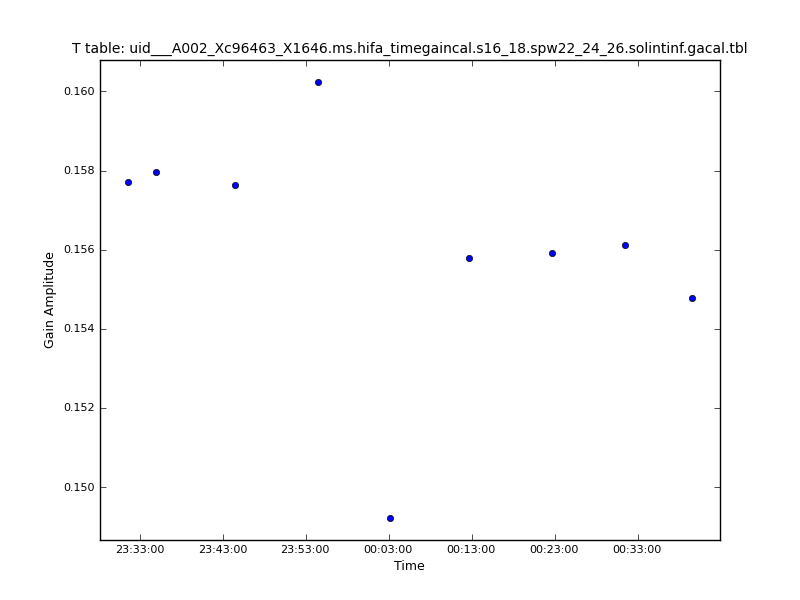 T table: uid___A002_Xc96463_X1646.ms.hifa_timegaincal.s16_18.spw22_24_26.solintinf.gacal.tbl
0.160
0.158
0.156
0.154
0.152
0.150
Gain Amplitude
23:33:00 23:43:00 23:53:00 00:03:00 00:13:00 00:23:00 00:33:00
Time